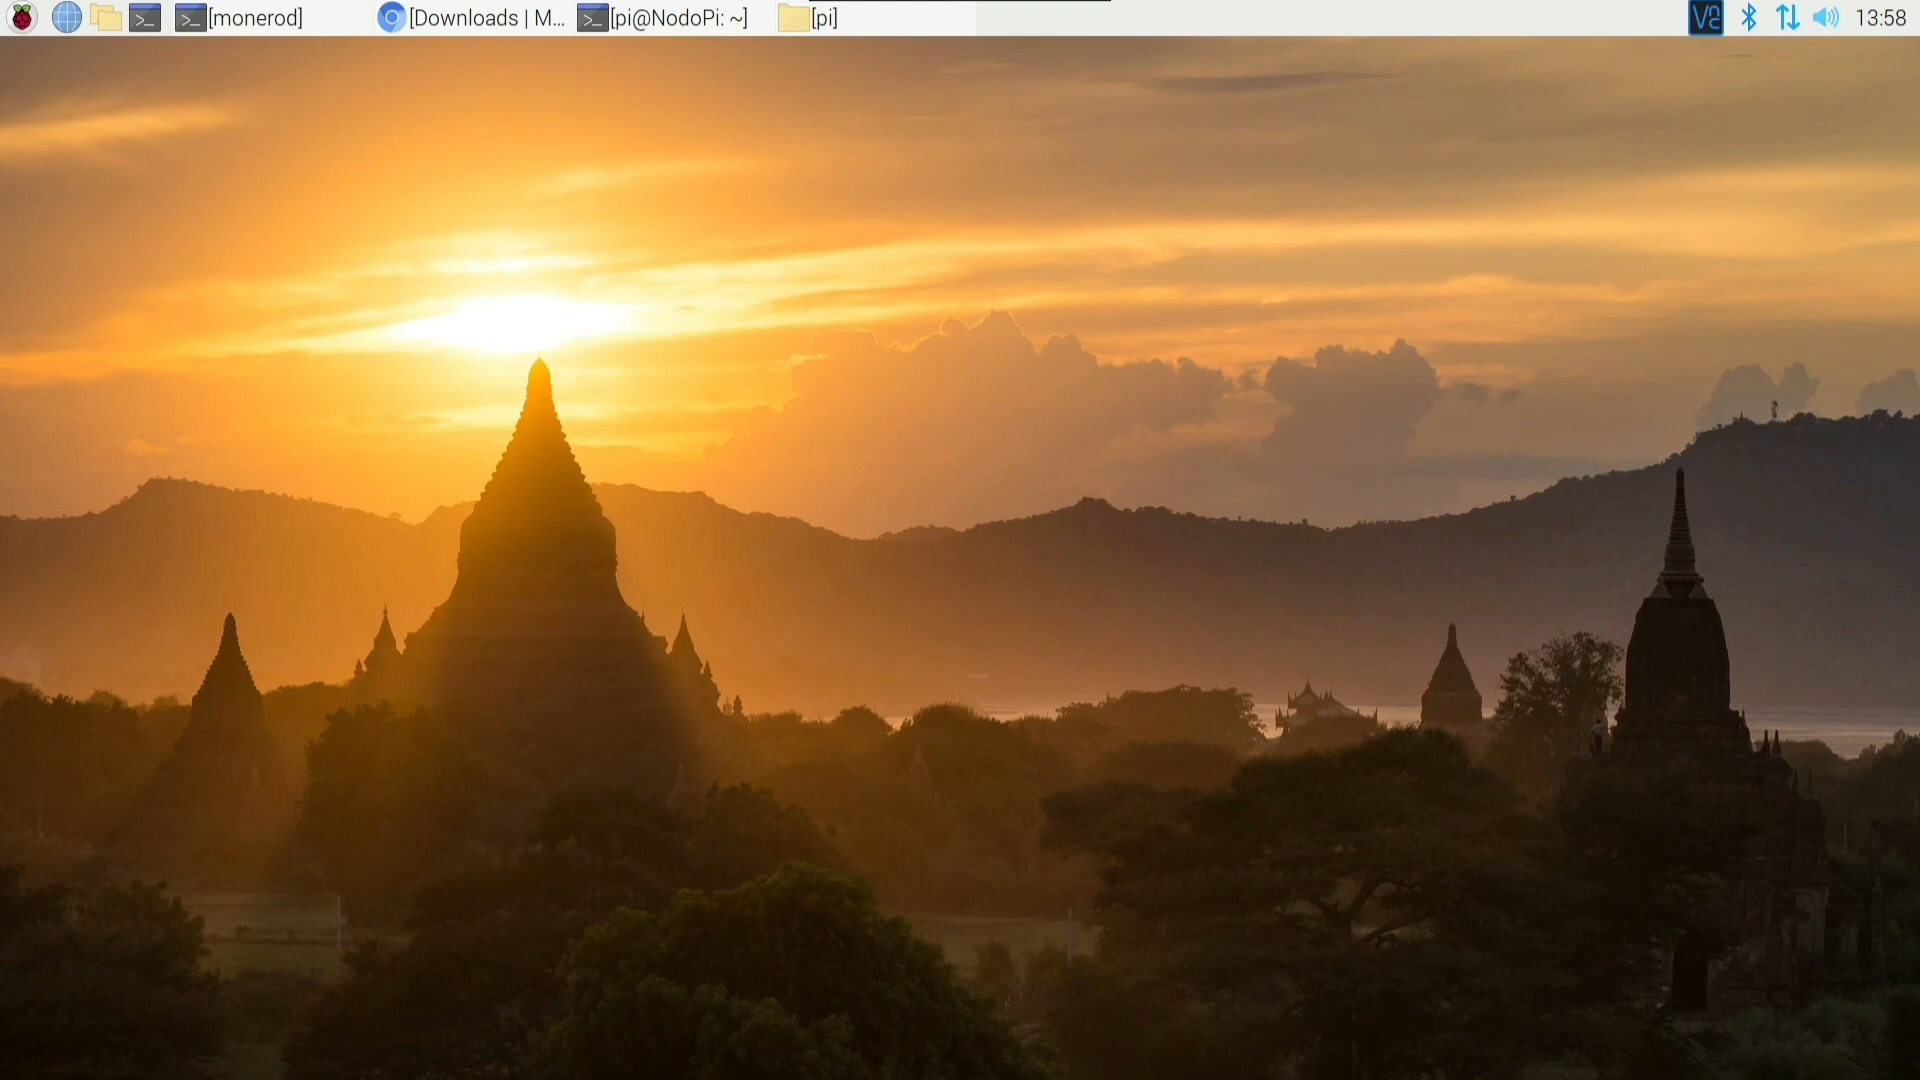 [monerod]
[Downloads | M...
[pi@NodoPi: ~]
[pi]
13:58